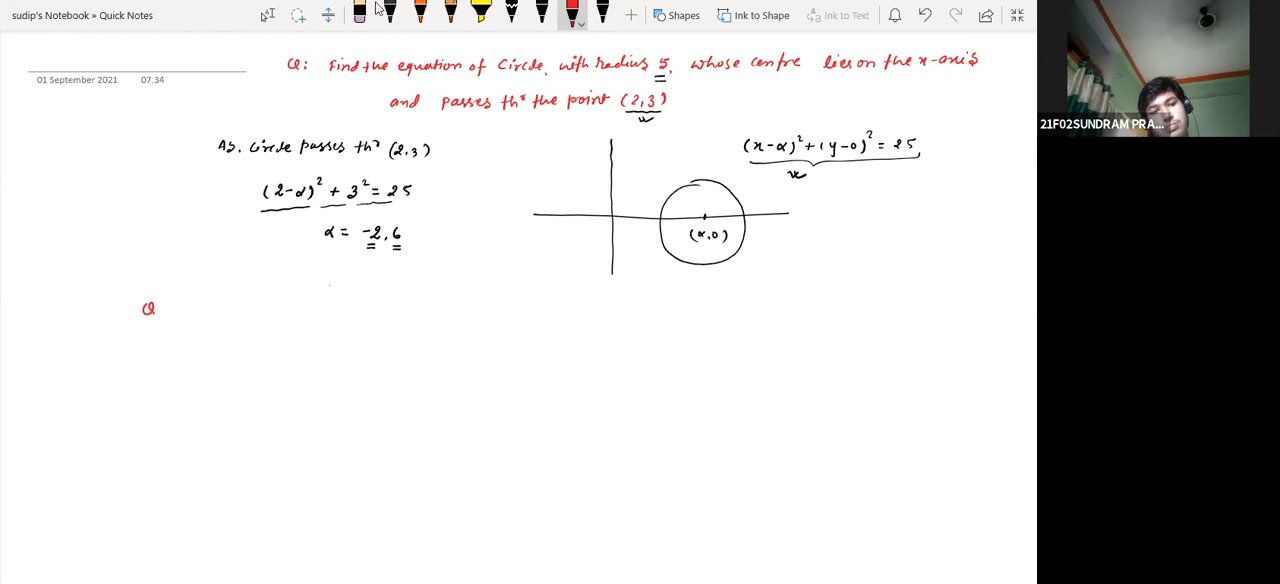 sudip's Notebook » Quick Notes
Shapes
Ink to Shape
Ink to Text
01 September 2021 07:34
Q: Find the equation of Circle, with radius 5, whose centre lies on the x-axis
and passes thr the point (2,3)
As. Circle passes thr (2,3)
(x-α)² + (y-0)² = 25
(2-α)² + 3² = 25
α = -2, 6
(α,0)
Q
21F02SUNDRAM PRA...